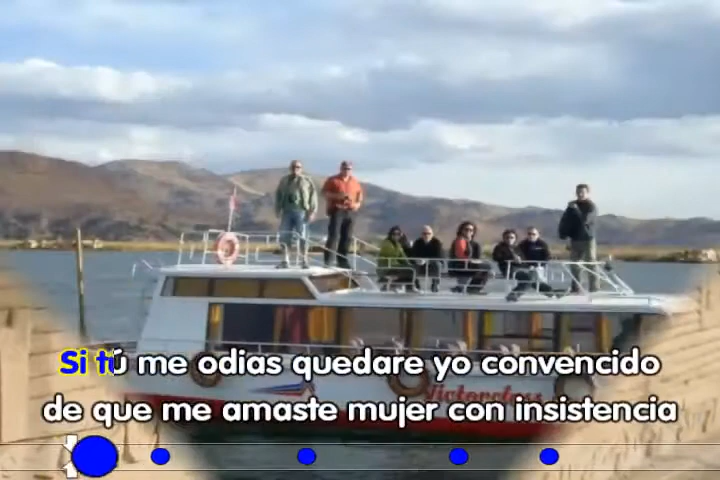 Si tú me odias quedare yo convencido
de que me amaste mujer con insistencia